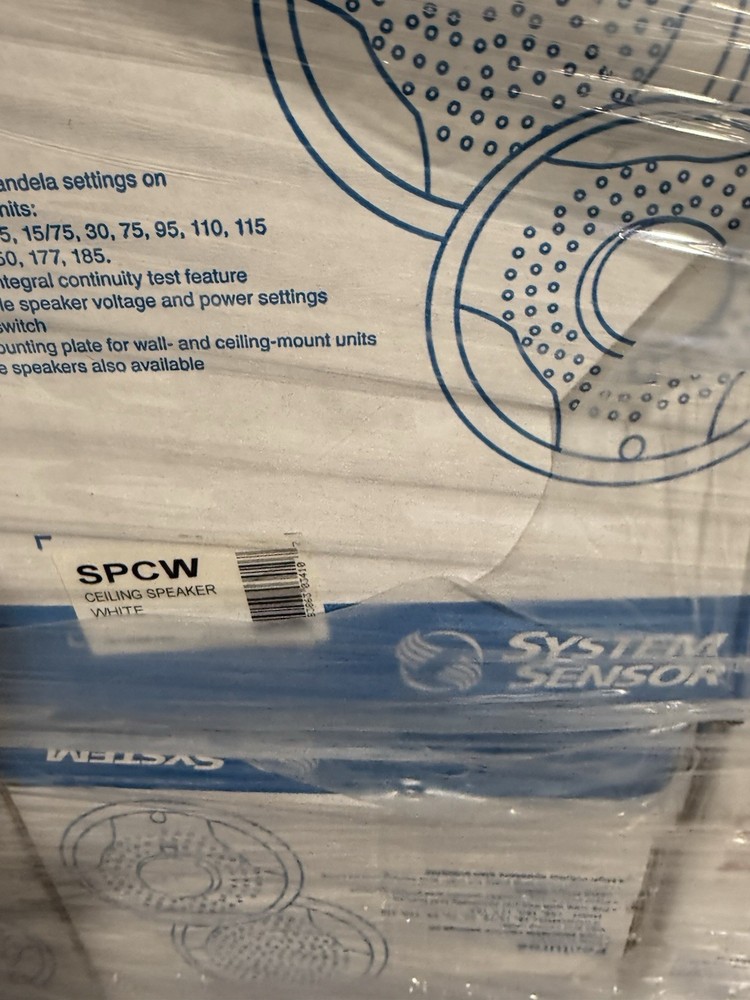 andela settings on
nits:
5, 15/75, 30, 75, 95, 110, 115
50, 177, 185.
ntegral continuity test feature
le speaker voltage and power settings
switch
ounting plate for wall- and ceiling-mount units
e speakers also available
SPCW
CEILING SPEAKER
WHITE
SYSTEM
SENSOR
SYSTEM